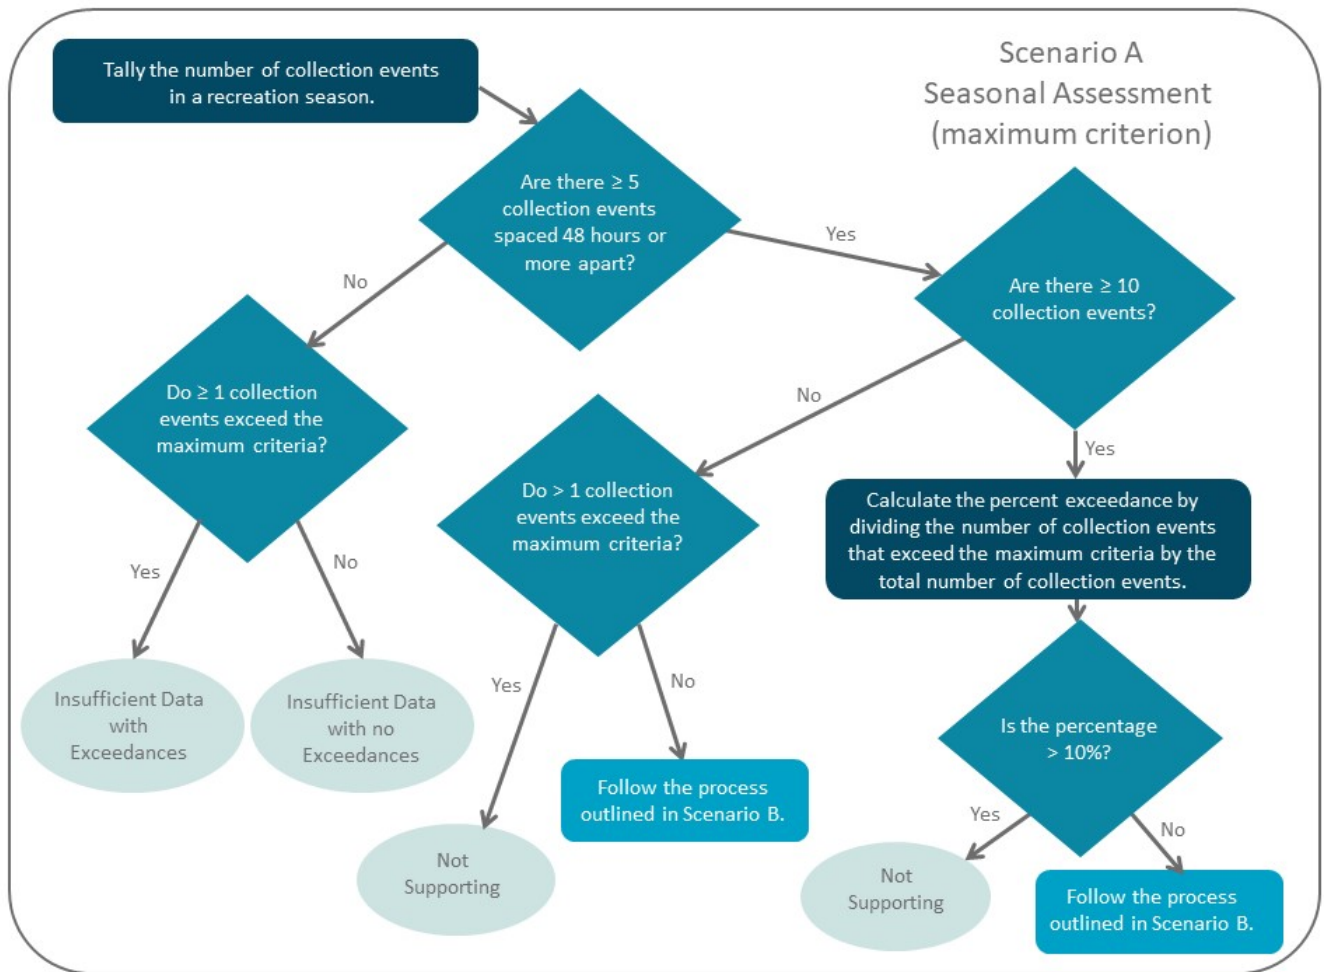 Scenario A
Seasonal Assessment
(maximum criterion)
Tally the number of collection events
in a recreation season.
Are there ≥ 5
collection events
spaced 48 hours or
more apart?
No
Yes
Do ≥ 1 collection
events exceed the
maximum criteria?
Yes
No
Insufficient Data
with
Exceedances
Insufficient Data
with no
Exceedances
Are there ≥ 10
collection events?
No
Yes
Do > 1 collection
events exceed the
maximum criteria?
Yes
No
Not
Supporting
Follow the process
outlined in Scenario B.
Calculate the percent exceedance by
dividing the number of collection events
that exceed the maximum criteria by the
total number of collection events.
Is the percentage
> 10%?
Yes
No
Not
Supporting
Follow the process
outlined in Scenario B.